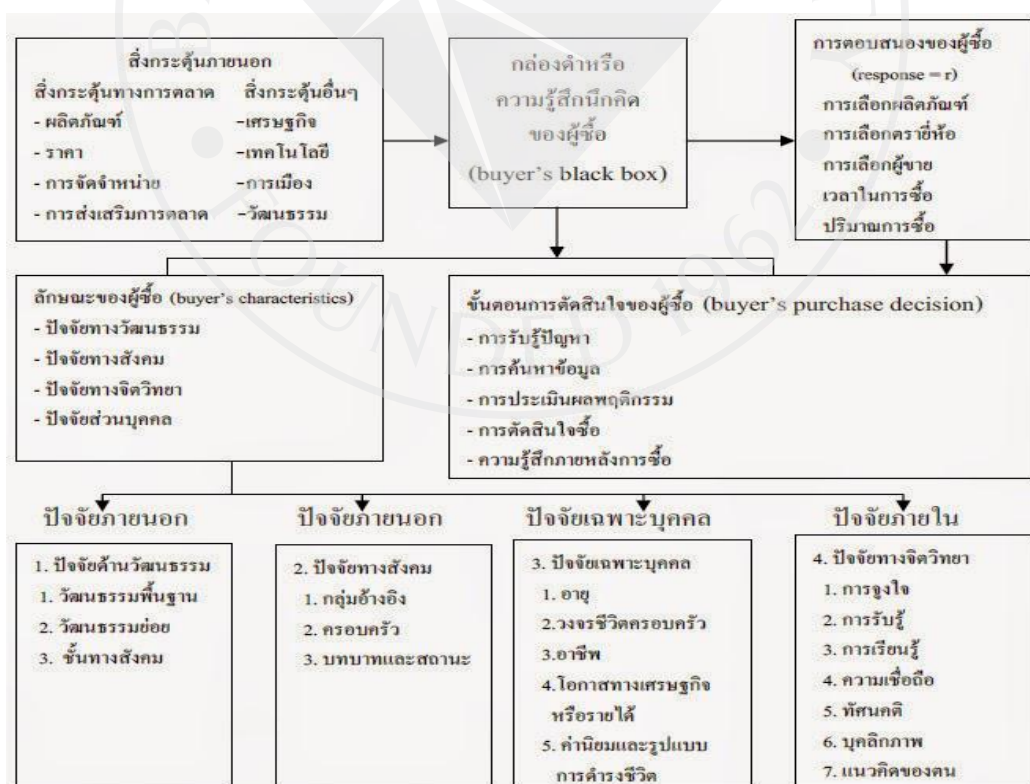 สิ่งกระตุ้นภายนอก
สิ่งกระตุ้นทางการตลาด สิ่งกระตุ้นอื่นๆ
- ผลิตภัณฑ์ -เศรษฐกิจ
- ราคา -เทคโนโลยี
- การจัดจำหน่าย -การเมือง
- การส่งเสริมการตลาด -วัฒนธรรม
กล่องดำหรือ
ความรู้สึกนึกคิด
ของผู้ซื้อ
(buyer's black box)
การตอบสนองของผู้ซื้อ
(response = r)
การเลือกผลิตภัณฑ์
การเลือกตรายี่ห้อ
การเลือกผู้ขาย
เวลาในการซื้อ
ปริมาณการซื้อ
ลักษณะของผู้ซื้อ (buyer's characteristics)
- ปัจจัยทางวัฒนธรรม
- ปัจจัยทางสังคม
- ปัจจัยทางจิตวิทยา
- ปัจจัยส่วนบุคคล
ขั้นตอนการตัดสินใจของผู้ซื้อ (buyer's purchase decision)
- การรับรู้ปัญหา
- การค้นหาข้อมูล
- การประเมินผลพฤติกรรม
- การตัดสินใจซื้อ
- ความรู้สึกภายหลังการซื้อ
ปัจจัยภายนอก
1. ปัจจัยด้านวัฒนธรรม
1. วัฒนธรรมพื้นฐาน
2. วัฒนธรรมย่อย
3. ชั้นทางสังคม
ปัจจัยภายนอก
2. ปัจจัยทางสังคม
1. กลุ่มอ้างอิง
2. ครอบครัว
3. บทบาทและสถานะ
ปัจจัยเฉพาะบุคคล
3. ปัจจัยเฉพาะบุคคล
1. อายุ
2.วงจรชีวิตครอบครัว
3.อาชีพ
4.โอกาสทางเศรษฐกิจ
หรือรายได้
5. ค่านิยมและรูปแบบ
การดำรงชีวิต
ปัจจัยภายใน
4. ปัจจัยทางจิตวิทยา
1. การจูงใจ
2. การรับรู้
3. การเรียนรู้
4. ความเชื่อถือ
5. ทัศนคติ
6. บุคลิกภาพ
7. แนวคิดของตน
FOUNDED 1962